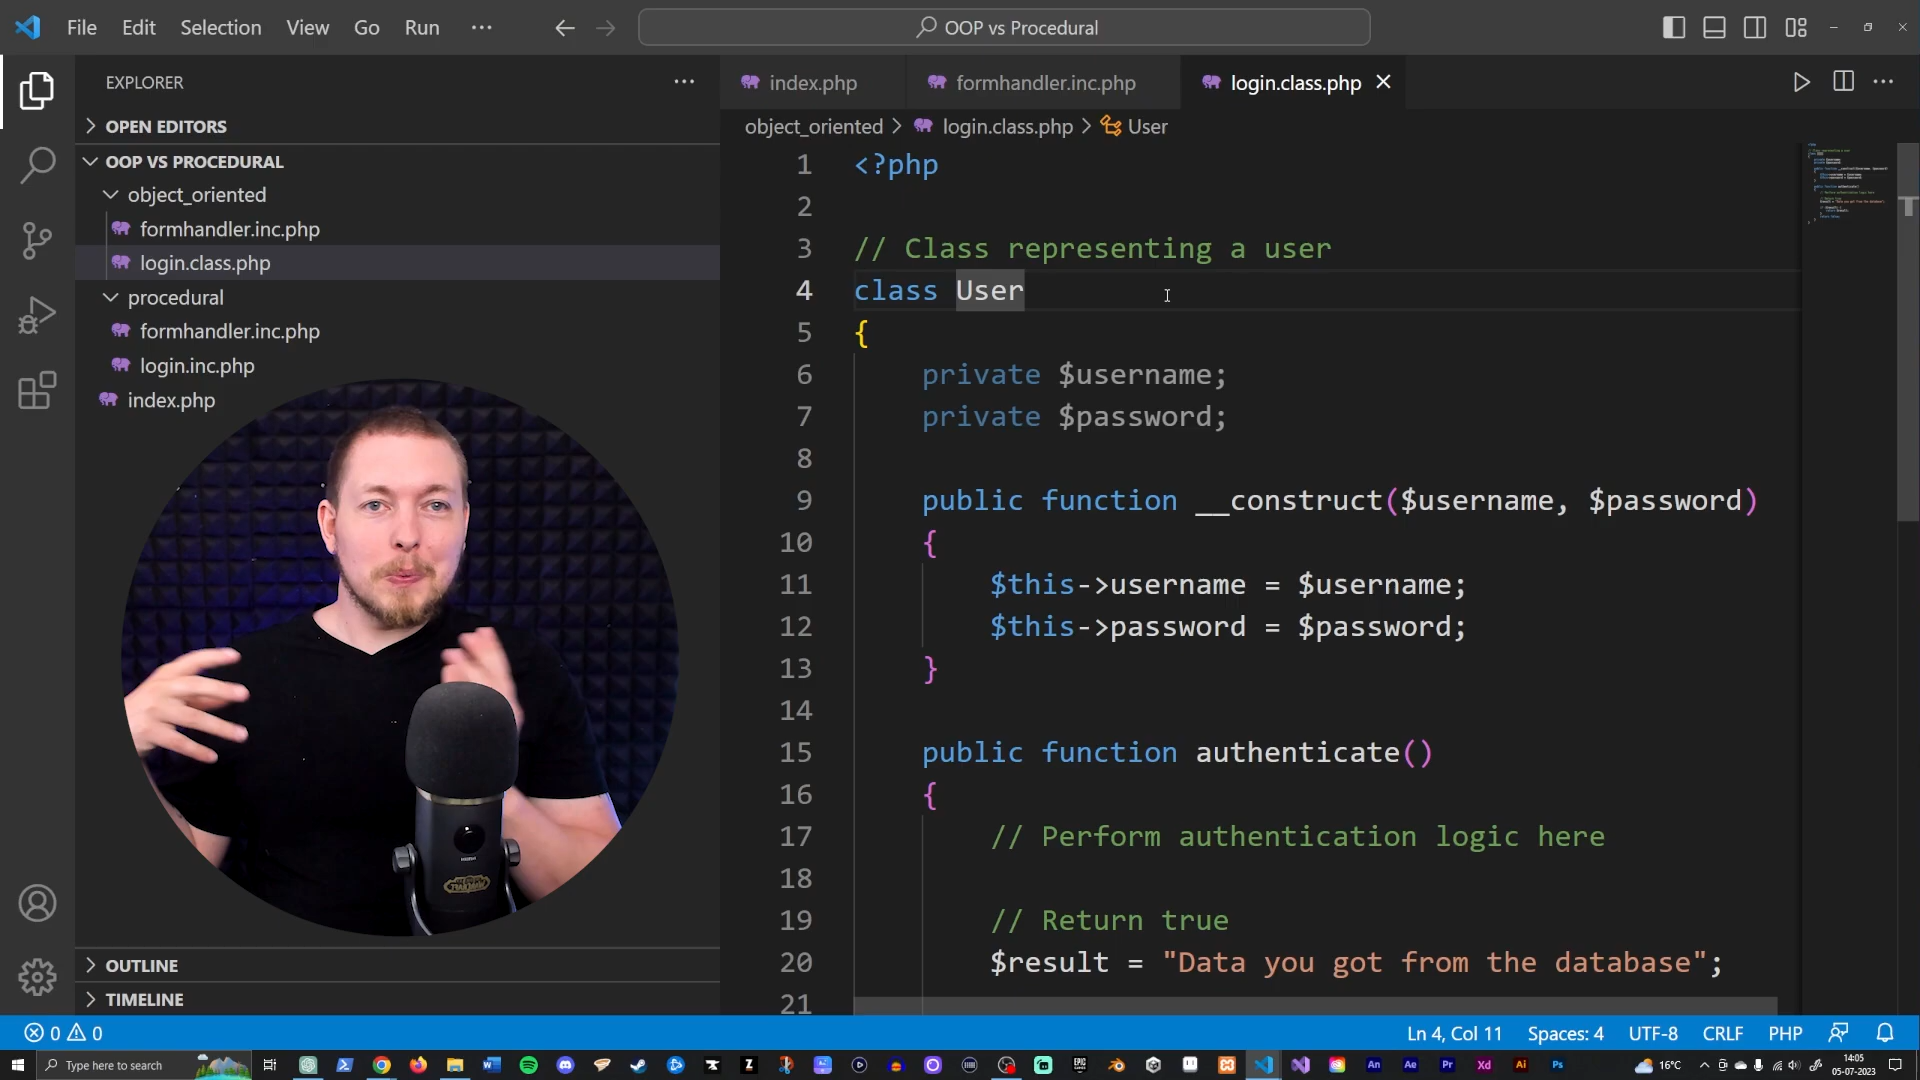 File Edit Selection View Go Run ···
OOP vs Procedural
EXPLORER
OPEN EDITORS
OOP VS PROCEDURAL
object_oriented
formhandler.inc.php
login.class.php
procedural
formhandler.inc.php
login.inc.php
index.php
OUTLINE
TIMELINE
index.php formhandler.inc.php login.class.php
object_oriented > login.class.php > User
1 <?php
2
3 // Class representing a user
4 class User
5 {
6 private $username;
7 private $password;
8
9 public function __construct($username, $password)
10 {
11 $this->username = $username;
12 $this->password = $password;
13 }
14
15 public function authenticate()
16 {
17 // Perform authentication logic here
18
19 // Return true
20 $result = "Data you got from the database";
21
0 0 Ln 4, Col 11 Spaces: 4 UTF-8 CRLF PHP
Type here to search
16°C
14:05
05-07-2023